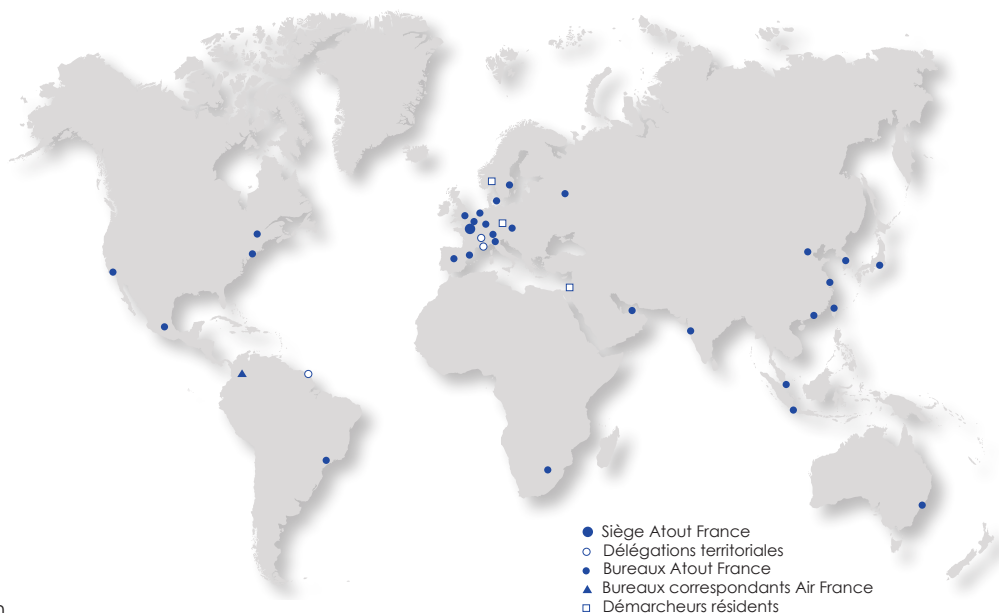 Siège Atout France
Délégations territoriales
Bureaux Atout France
Bureaux correspondants Air France
Démarcheurs résidents